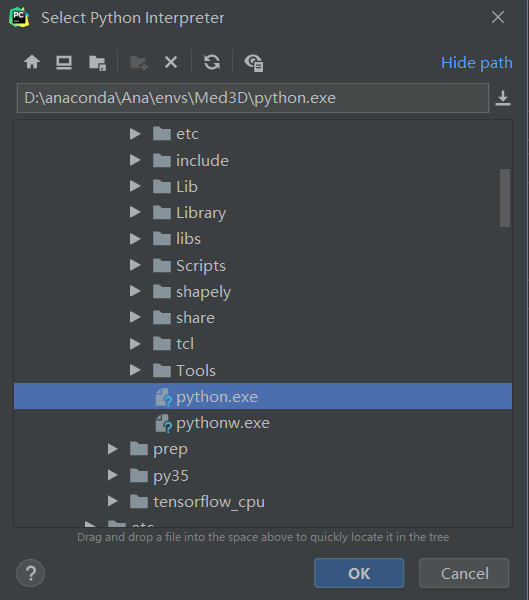 Select Python Interpreter
Hide path
D:\anaconda\Ana\envs\Med3D\python.exe
etc
include
Lib
Library
libs
Scripts
shapely
share
tcl
Tools
python.exe
pythonw.exe
prep
py35
tensorflow_cpu
etc
Drag and drop a file into the space above to quickly locate it in the tree
?
OK
Cancel